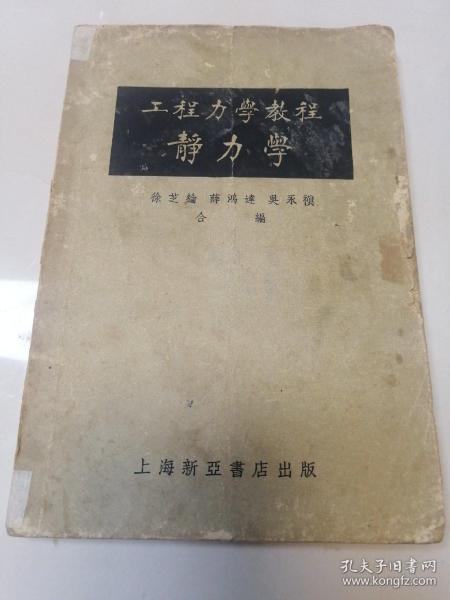 工程力學教程
靜力學
徐芝綸 薛鴻達 吳永禎
合編
上海新亞書店出版
孔夫子旧书网
www.kongfz.com